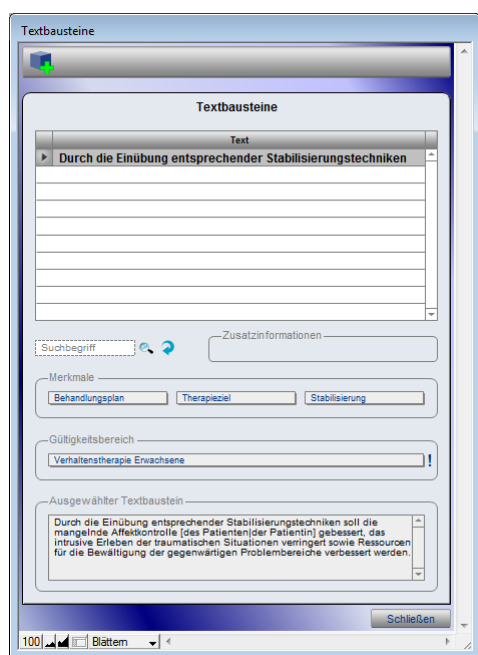 Textbausteine
Textbausteine
Text
Durch die Einübung entsprechender Stabilisierungstechniken
Suchbegriff
Zusatzinformationen
Merkmale
Behandlungsplan
Therapieziel
Stabilisierung
Gültigkeitsbereich
Verhaltenstherapie Erwachsene
!
Ausgewählter Textbaustein
Durch die Einübung entsprechender Stabilisierungstechniken soll die
mangelnde Affektkontrolle [des Patienten|der Patientin] gebessert, das
intrusive Erleben der traumatischen Situationen verringert sowie Ressourcen
für die Bewältigung der gegenwärtigen Problembereiche verbessert werden.
Schließen
100 Blättern